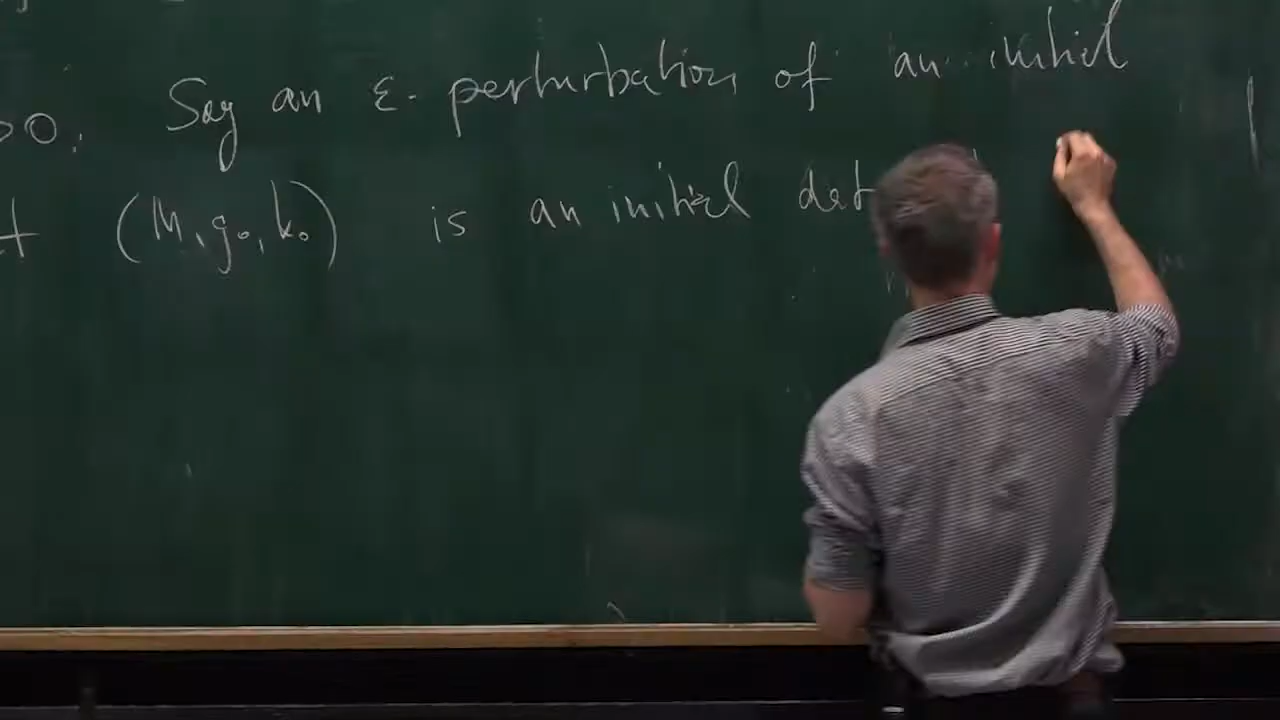 >0. Say an ε-perturbation of an initial
(M, g₀, k₀) is an initial dat